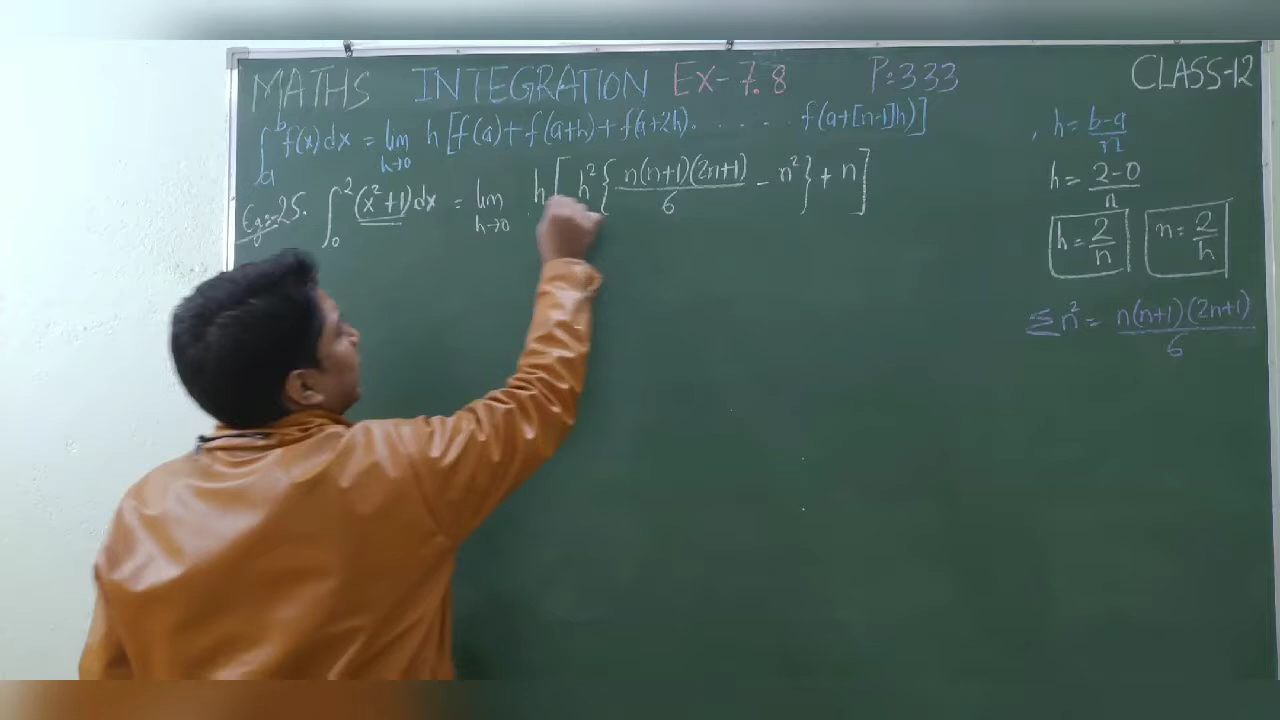 MATHS INTEGRATION EX-7.8 P:333 CLASS-12
∫ₐᵇ f(x)dx = lim h→0 h[f(a)+f(a+h)+f(a+2h). . . . . . f(a+[n-1]h)]
Eg:-25. ∫₀² (x²+1)dx = lim h→0 h[h²{n(n+1)(2n+1)/6 - n²} + n]
h = b-a/n
h = 2-0/n
h = 2/n n = 2/h
Σn² = n(n+1)(2n+1)/6